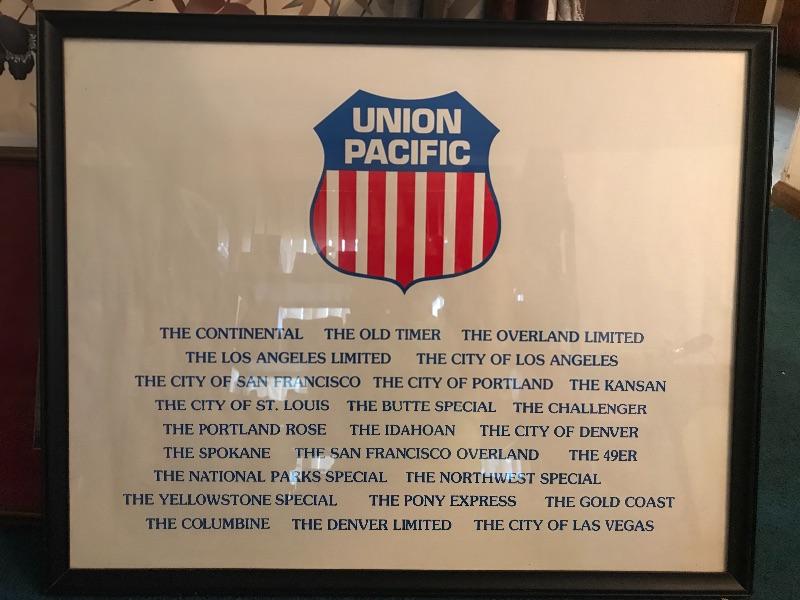 UNION
PACIFIC
THE CONTINENTAL THE OLD TIMER THE OVERLAND LIMITED
THE LOS ANGELES LIMITED THE CITY OF LOS ANGELES
THE CITY OF SAN FRANCISCO THE CITY OF PORTLAND THE KANSAN
THE CITY OF ST. LOUIS THE BUTTE SPECIAL THE CHALLENGER
THE PORTLAND ROSE THE IDAHOAN THE CITY OF DENVER
THE SPOKANE THE SAN FRANCISCO OVERLAND THE 49ER
THE NATIONAL PARKS SPECIAL THE NORTHWEST SPECIAL
THE YELLOWSTONE SPECIAL THE PONY EXPRESS THE GOLD COAST
THE COLUMBINE THE DENVER LIMITED THE CITY OF LAS VEGAS